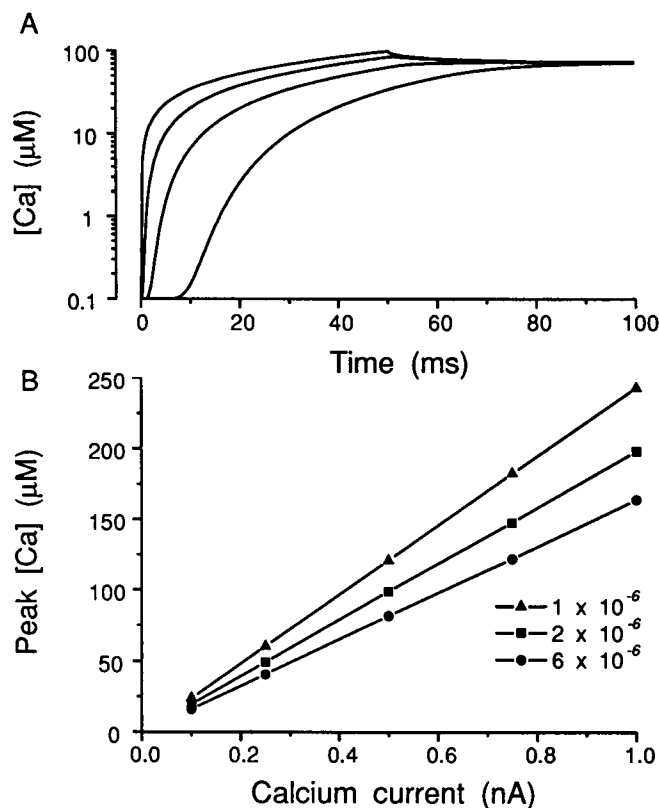 A
100
10
1
0.1
[Ca] (μM)
0 20 40 60 80 100
Time (ms)
B
250
200
150
100
50
0
Peak [Ca] (μM)
1 x 10⁻⁶
2 x 10⁻⁶
6 x 10⁻⁶
0.0 0.2 0.4 0.6 0.8 1.0
Calcium current (nA)